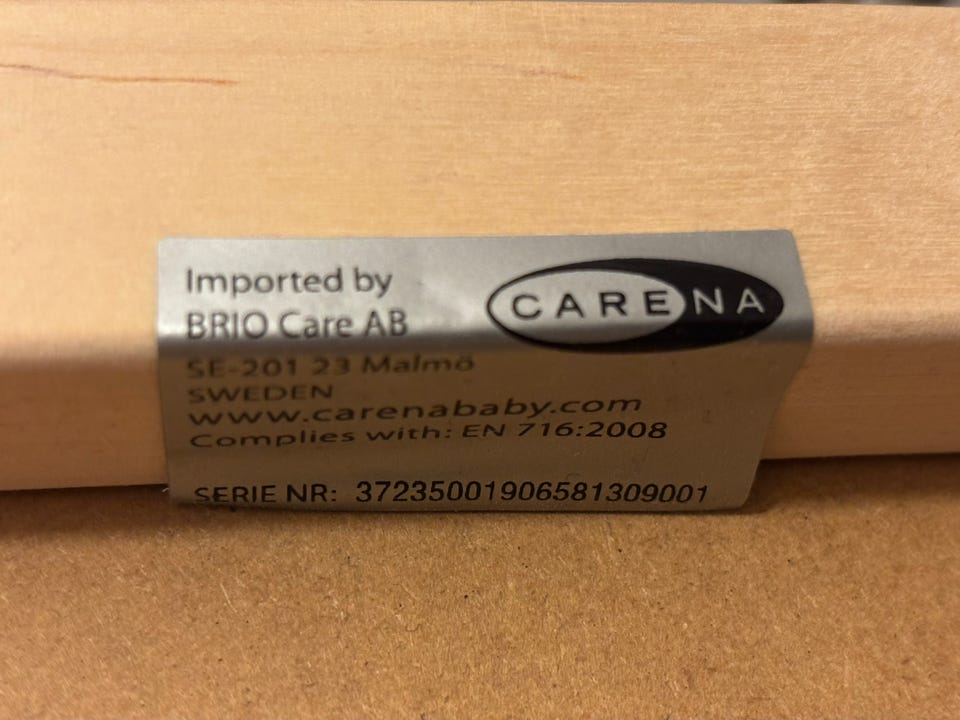 Imported by
BRIO Care AB
CARENA
SE-201 23 Malmö
SWEDEN
www.carenababy.com
Complies with: EN 716:2008
SERIE NR: 37235001906581309001